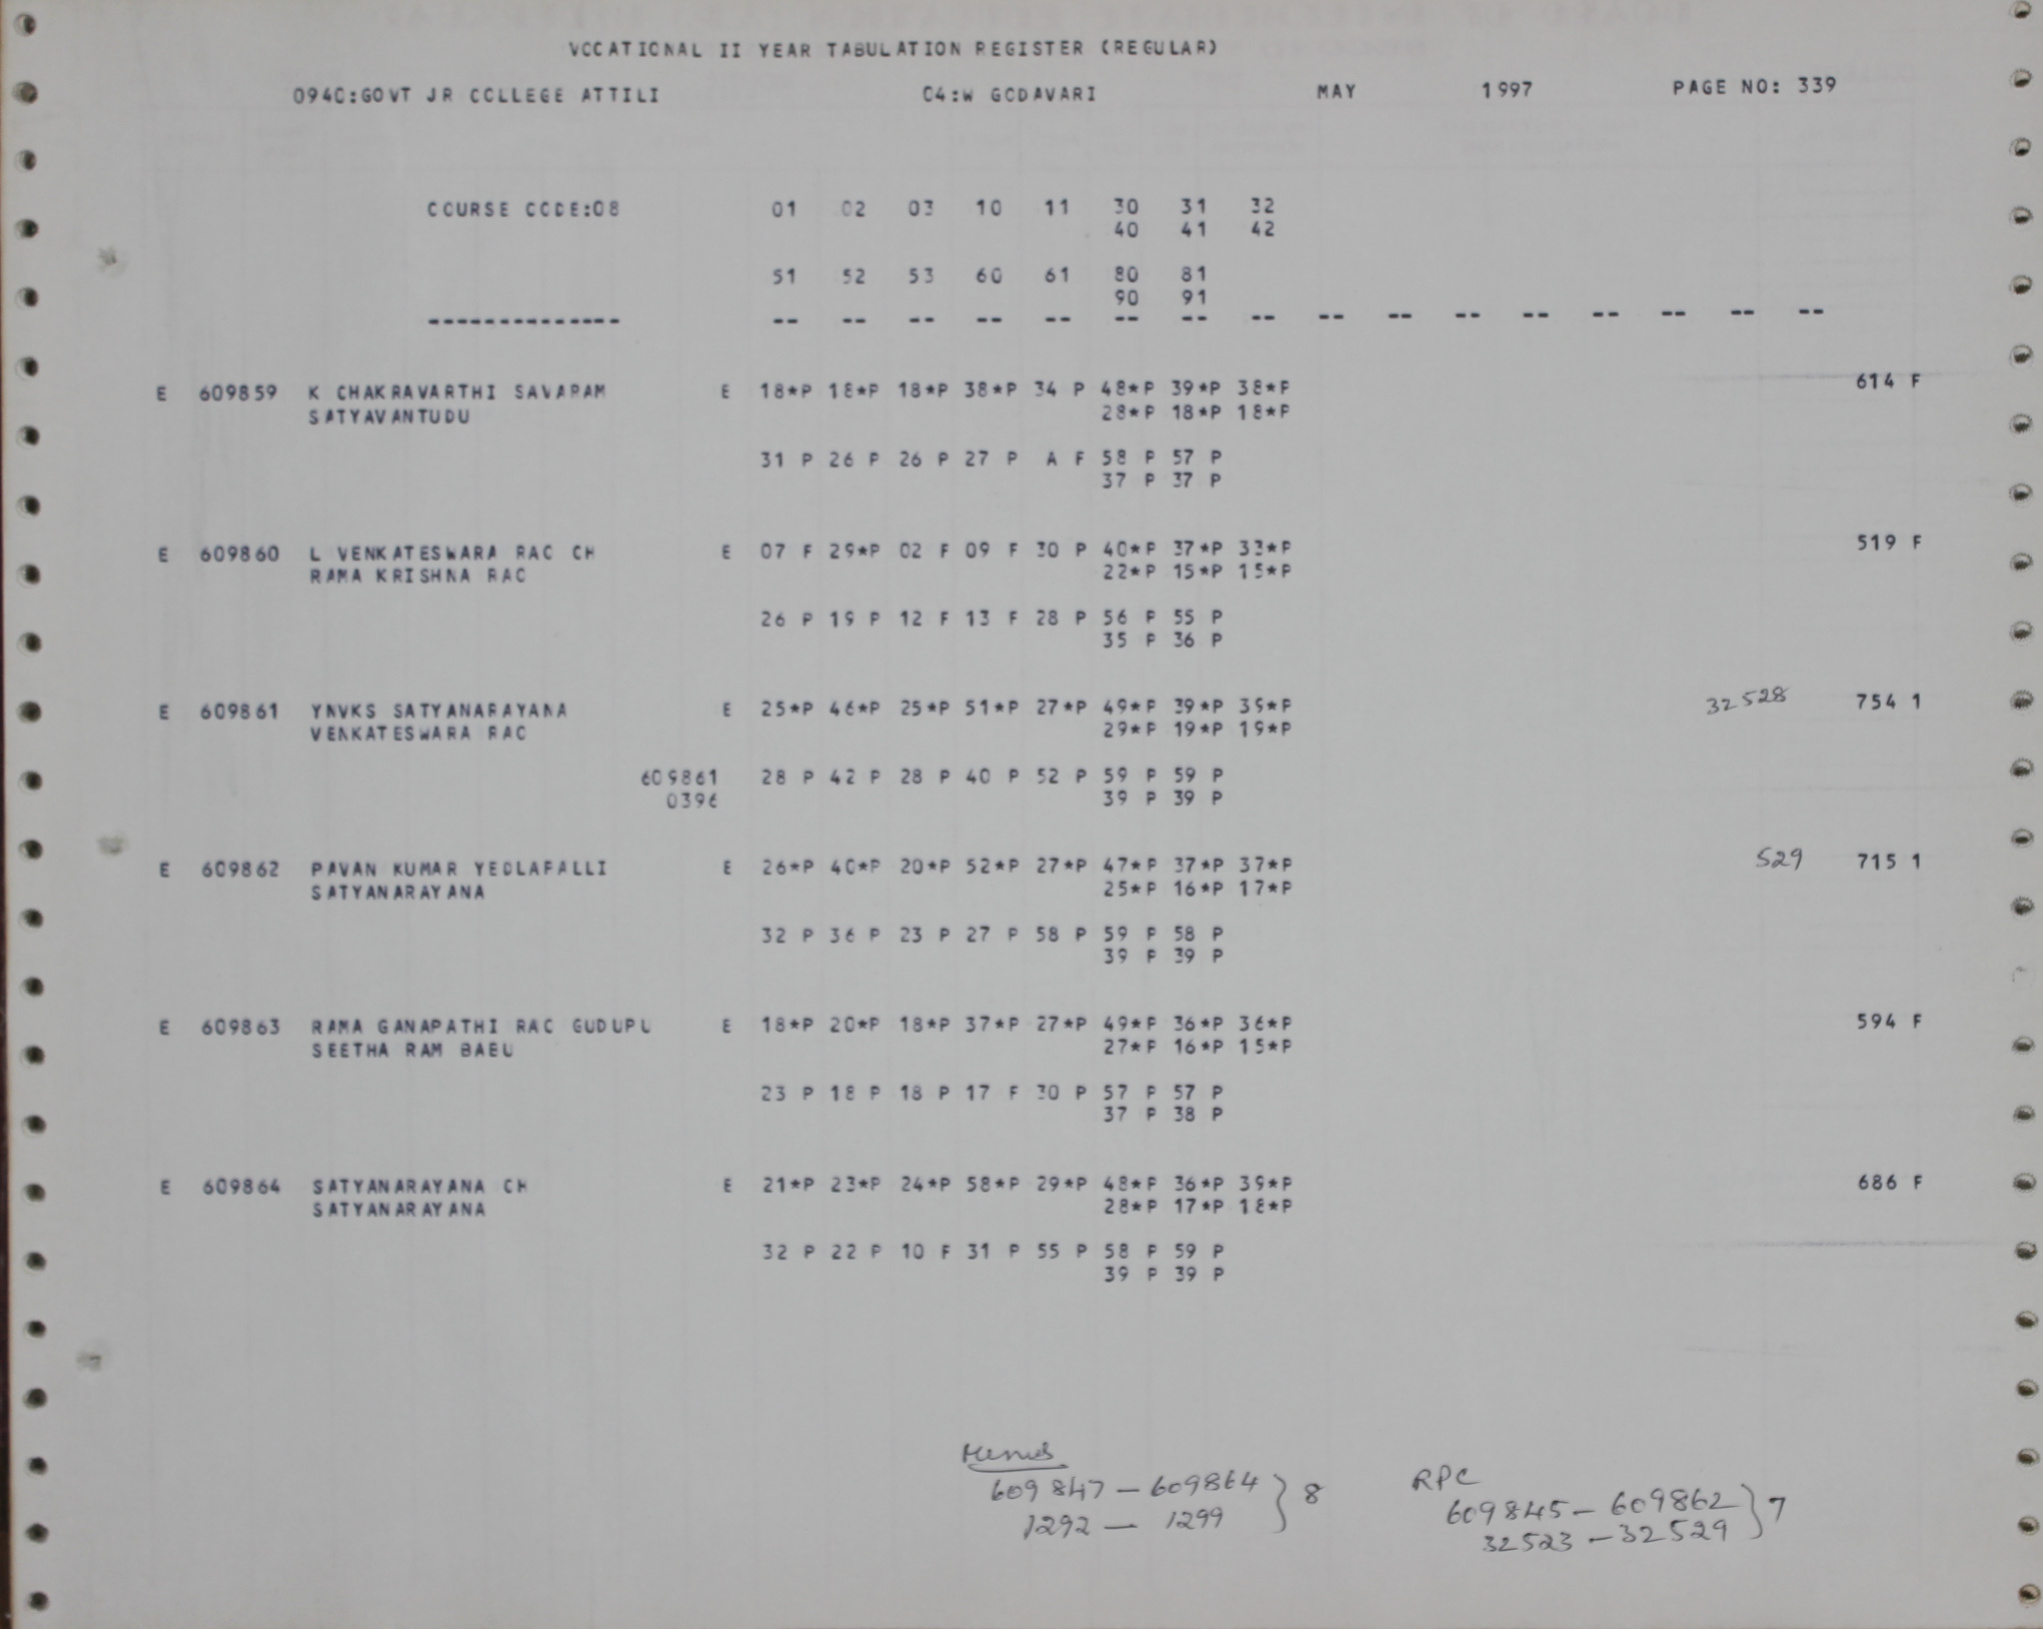 VOCATIONAL II YEAR TABULATION REGISTER (REGULAR)
0940:GOVT JR COLLEGE ATTILI 04:W GODAVARI MAY 1997 PAGE NO: 339
COURSE CODE:08 01 02 03 10 11 30 31 32
40 41 42
51 52 53 60 61 80 81
90 91
-------------- -- -- -- -- -- -- -- -- -- -- -- -- -- -- -- --
E 609859 K CHAKRAVARTHI SAVARAM E 18*P 18*P 18*P 38*P 34 P 48*P 39*P 38*P 614 F
SATYAVANTUDU 28*P 18*P 18*P
31 P 26 P 26 P 27 P A F 58 P 57 P
37 P 37 P
E 609860 L VENKATESWARA RAO CH E 07 F 29*P 02 F 09 F 30 P 40*P 37*P 33*P 519 F
RAMA KRISHNA RAO 22*P 15*P 15*P
26 P 19 P 12 F 13 F 28 P 56 P 55 P
35 P 36 P
E 609861 YNVKS SATYANARAYANA E 25*P 46*P 25*P 51*P 27*P 49*P 39*P 39*P 32528 754 1
VENKATESWARA RAO 29*P 19*P 19*P
609861 28 P 42 P 28 P 40 P 52 P 59 P 59 P
0396 39 P 39 P
E 609862 PAVAN KUMAR YEDLAPALLI E 26*P 40*P 20*P 52*P 27*P 47*P 37*P 37*P 529 715 1
SATYANARAYANA 25*P 16*P 17*P
32 P 36 P 23 P 27 P 58 P 59 P 58 P
39 P 39 P
E 609863 RAMA GANAPATHI RAO GUDUPU E 18*P 20*P 18*P 37*P 27*P 49*P 36*P 36*P 594 F
SEETHA RAM BABU 27*P 16*P 15*P
23 P 18 P 18 P 17 F 30 P 57 P 57 P
37 P 38 P
E 609864 SATYANARAYANA CH E 21*P 23*P 24*P 58*P 29*P 48*P 36*P 39*P 686 F
SATYANARAYANA 28*P 17*P 18*P
32 P 22 P 10 F 31 P 55 P 58 P 59 P
39 P 39 P
RPC
609847 – 609864 } 8 609845 – 609862 } 7
1292 – 1299 32523 – 32529